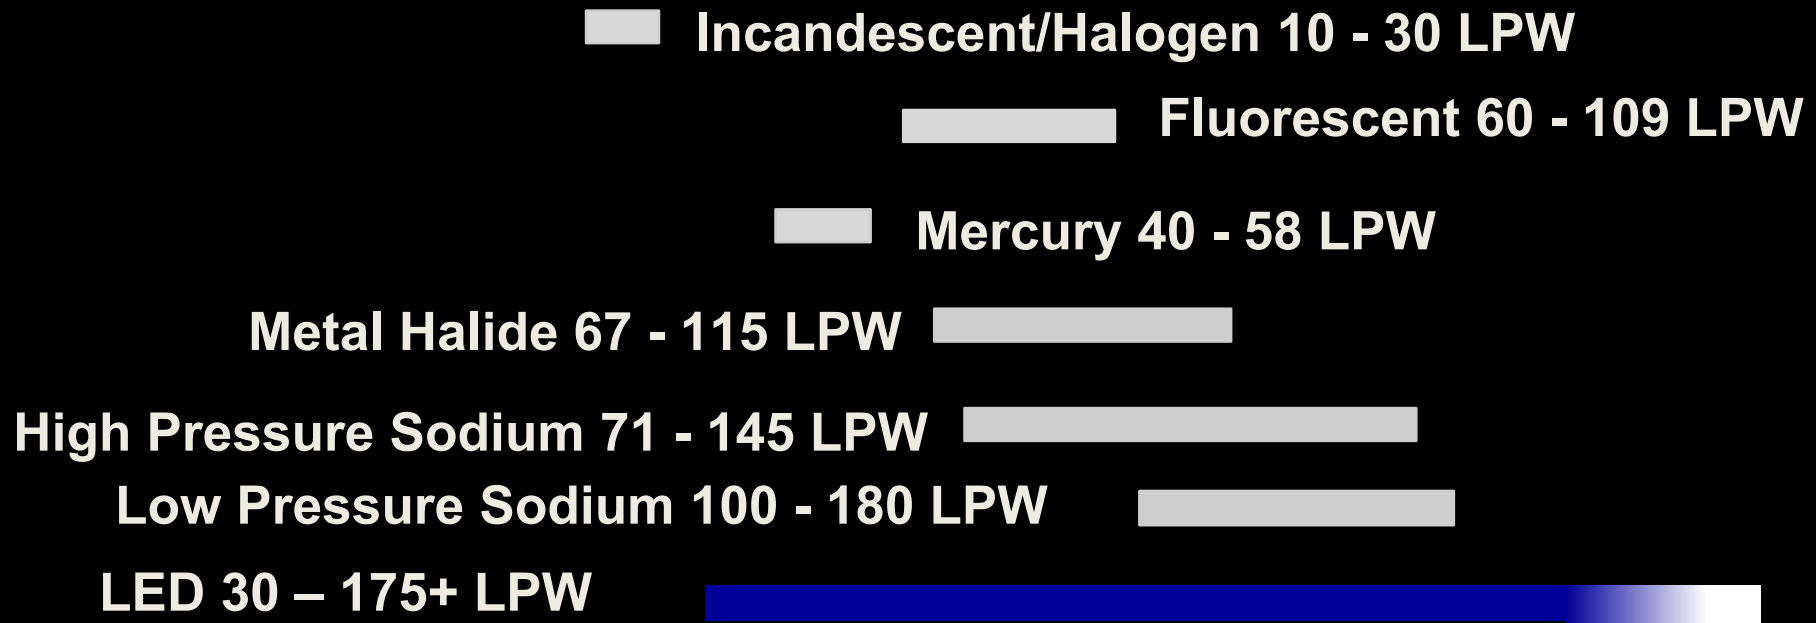 Incandescent/Halogen 10 - 30 LPW
Fluorescent 60 - 109 LPW
Mercury 40 - 58 LPW
Metal Halide 67 - 115 LPW
High Pressure Sodium 71 - 145 LPW
Low Pressure Sodium 100 - 180 LPW
LED 30 – 175+ LPW